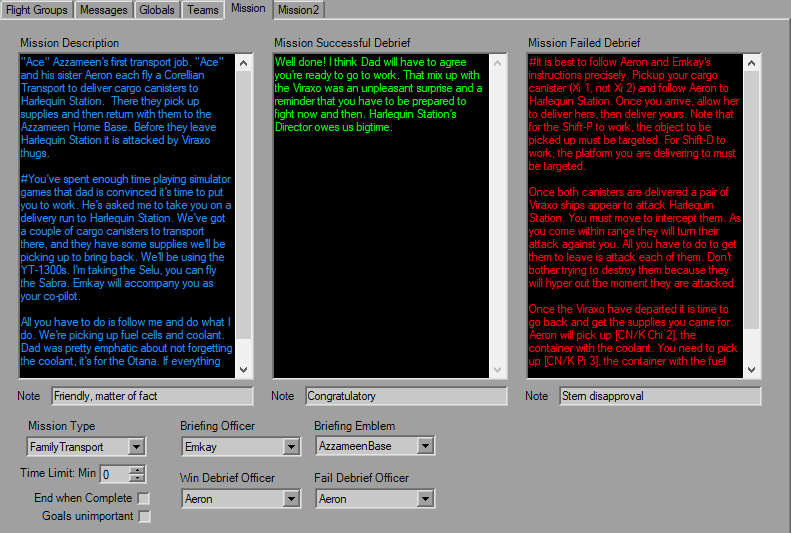 Flight Groups Messages Globals Teams Mission Mission2
Mission Description
"Ace" Azzameen's first transport job. "Ace"
and his sister Aeron each fly a Corellian
Transport to deliver cargo canisters to
Harlequin Station.  There they pick up
supplies and then return with them to the
Azzameen Home Base. Before they leave
Harlequin Station it is attacked by Viraxo
thugs.
#You've spent enough time playing simulator
games that dad is convinced it's time to put
you to work. He's asked me to take you on a
delivery run to Harlequin Station. We've got
a couple of cargo canisters to transport
there, and they have some supplies we'll be
picking up to bring back. We'll be using the
YT-1300s. I'm taking the Selu, you can fly
the Sabra. Emkay will accompany you as
your co-pilot.
All you have to do is follow me and do what I
do. We're picking up fuel cells and coolant.
Dad was pretty emphatic about not forgetting
the coolant, it's for the Otana. If everything
Note Friendly, matter of fact
Mission Successful Debrief
Well done! I think Dad will have to agree
you're ready to go to work. That mix up with
the Viraxo was an unpleasant surprise and a
reminder that you have to be prepared to
fight now and then. Harlequin Station's
Director owes us bigtime.
Note Congratulatory
Mission Failed Debrief
#It is best to follow Aeron and Emkay's
instructions precisely. Pickup your cargo
canister (Xi 1, not Xi 2) and follow Aeron to
Harlequin Station. Once you arrive, allow her
to deliver hers, then deliver yours. Note that
for the Shift-P to work, the object to be
picked up must be targeted. For Shift-D to
work, the platform you are delivering to must
be targeted.
Once both canisters are delivered a pair of
Viraxo ships appear to attack Harlequin
Station. You must move to intercept them. As
you come within range they will turn their
attack against you. All you have to do to get
them to leave is attack each of them. Don't
bother trying to destroy them because they
will hyper out the moment they are attacked.
Once the Viraxo have departed it is time to
go back and get the supplies you came for.
Aeron will pick up [CN/K Chi 2], the
container with the coolant. You need to pick
up [CN/K Pi 3], the container with the fuel
Note Stern disapproval
Mission Type
FamilyTransport
Time Limit: Min 0
End when Complete
Goals unimportant
Briefing Officer
Emkay
Briefing Emblem
AzzameenBase
Win Debrief Officer
Aeron
Fail Debrief Officer
Aeron